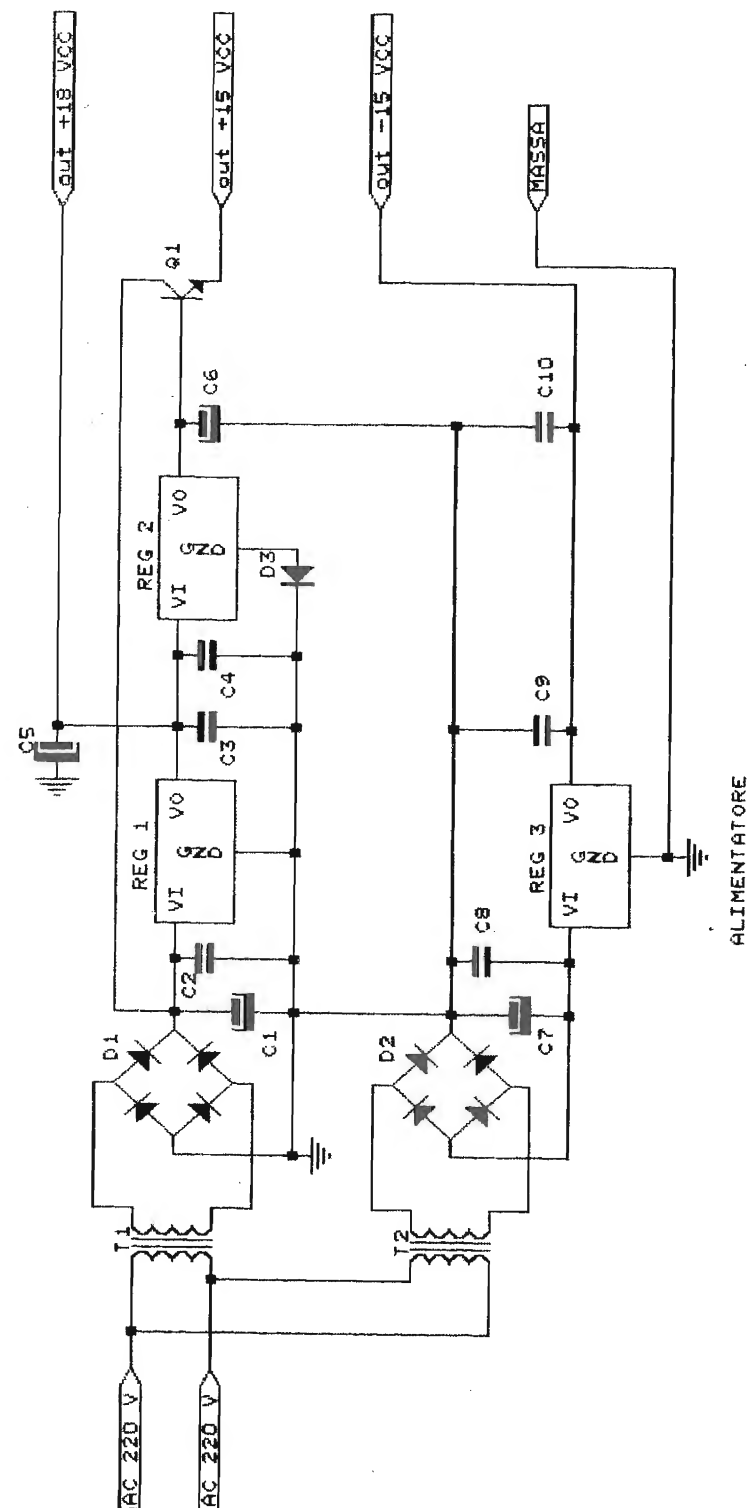 out +18 VCC
out +15 VCC
out -15 VCC
MASSA
Q1
C6
C10
REG 2
VI
VO
GND
D3
C5
C4
C3
C9
REG 1
VI
VO
GND
REG 3
VI
VO
GND
C2
C8
C1
C7
D1
D2
T1
T2
AC 220 V
AC 220 V
ALIMENTATORE